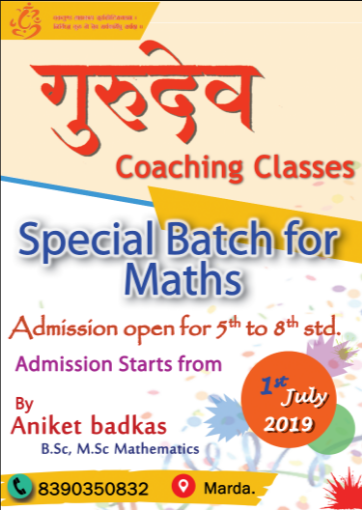 गुरुदेव
Coaching Classes
Special Batch for
Maths
Admission open for 5th to 8th std.
Admission Starts from
1st
July
2019
By
Aniket badkas
B.Sc, M.Sc Mathematics
8390350832 Marda.